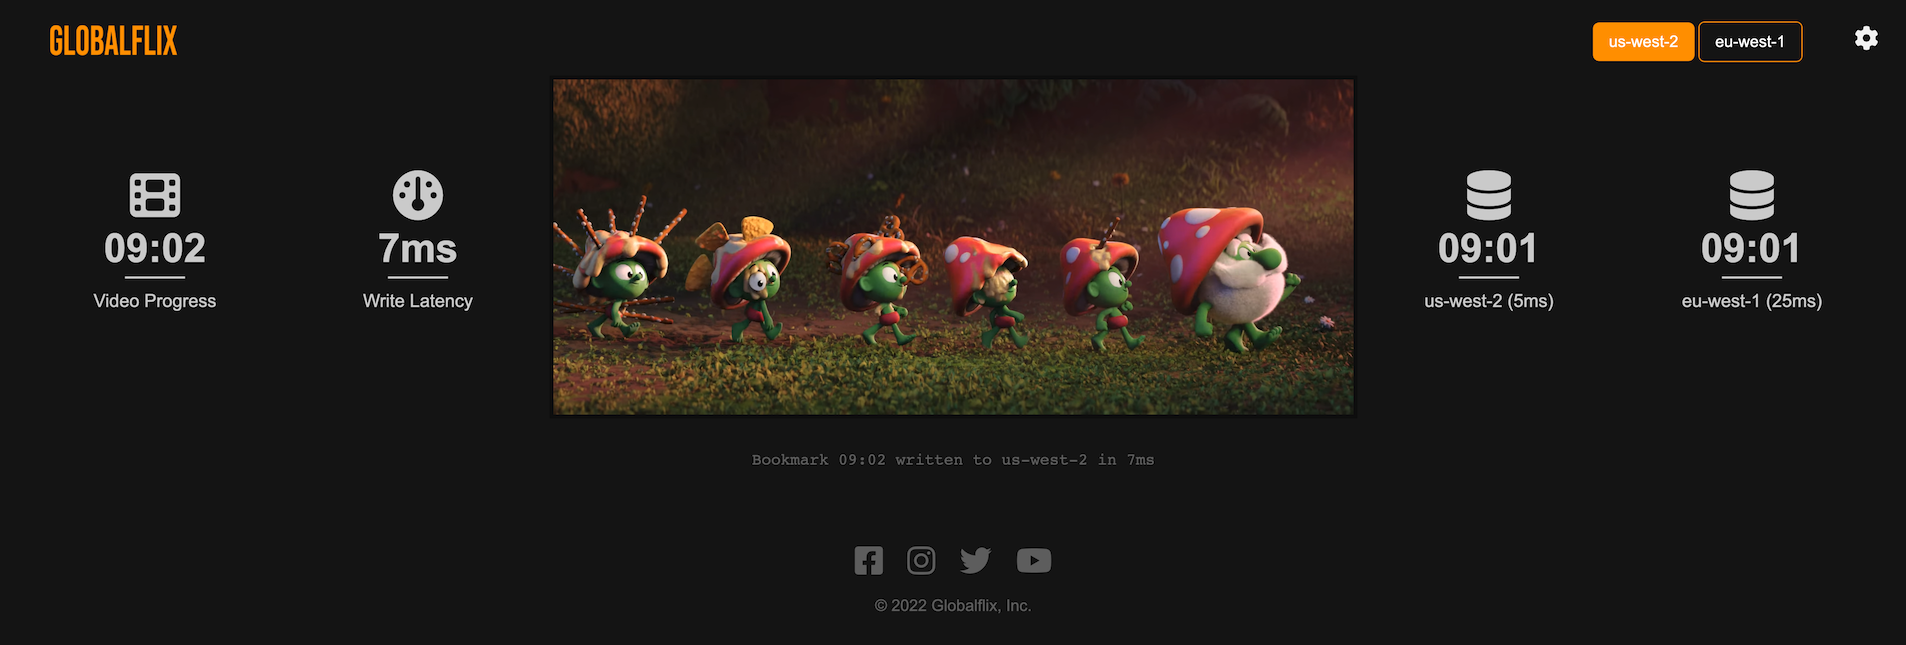 GLOBALFLIX
us-west-2 eu-west-1
09:02
Video Progress
7ms
Write Latency
09:01
us-west-2 (5ms)
09:01
eu-west-1 (25ms)
Bookmark 09:02 written to us-west-2 in 7ms
© 2022 Globalflix, Inc.